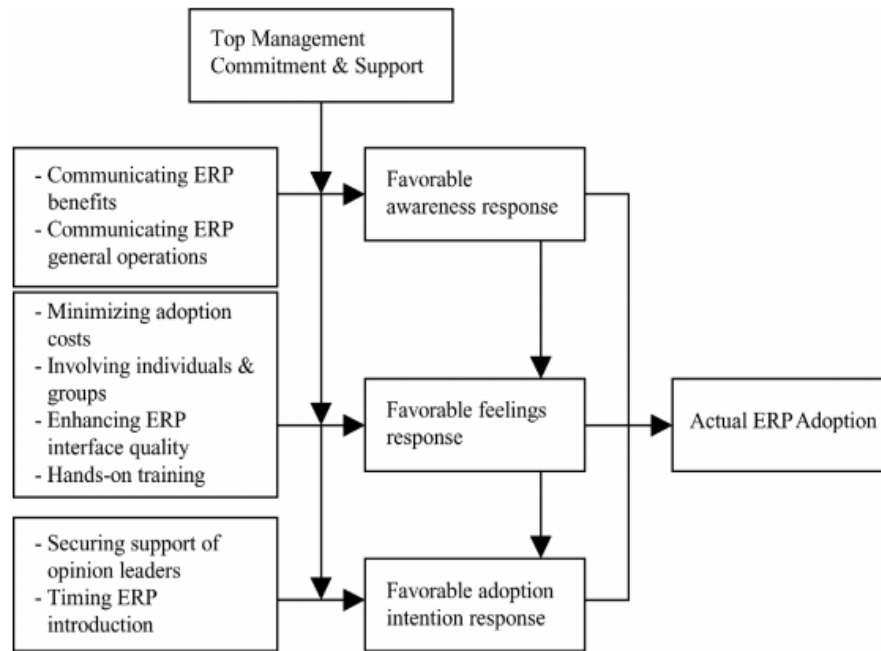 Top Management
Commitment & Support
- Communicating ERP
benefits
- Communicating ERP
general operations
Favorable
awareness response
- Minimizing adoption
costs
- Involving individuals &
groups
- Enhancing ERP
interface quality
- Hands-on training
Favorable feelings
response
Actual ERP Adoption
- Securing support of
opinion leaders
- Timing ERP
introduction
Favorable adoption
intention response